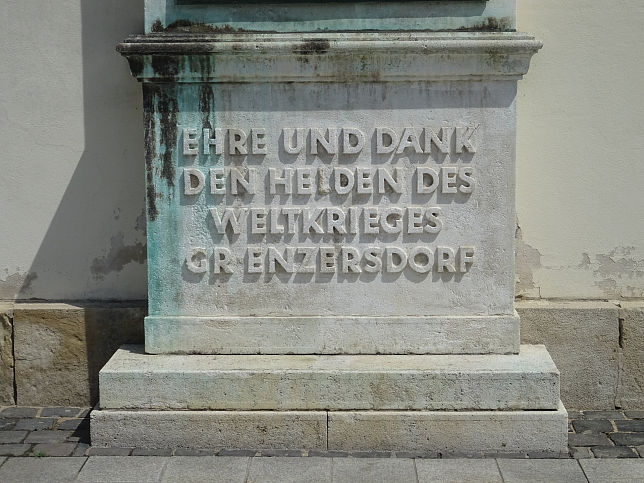 EHRE UND DANK
DEN HELDEN DES
WELTKRIEGES
GR ENZERSDORF